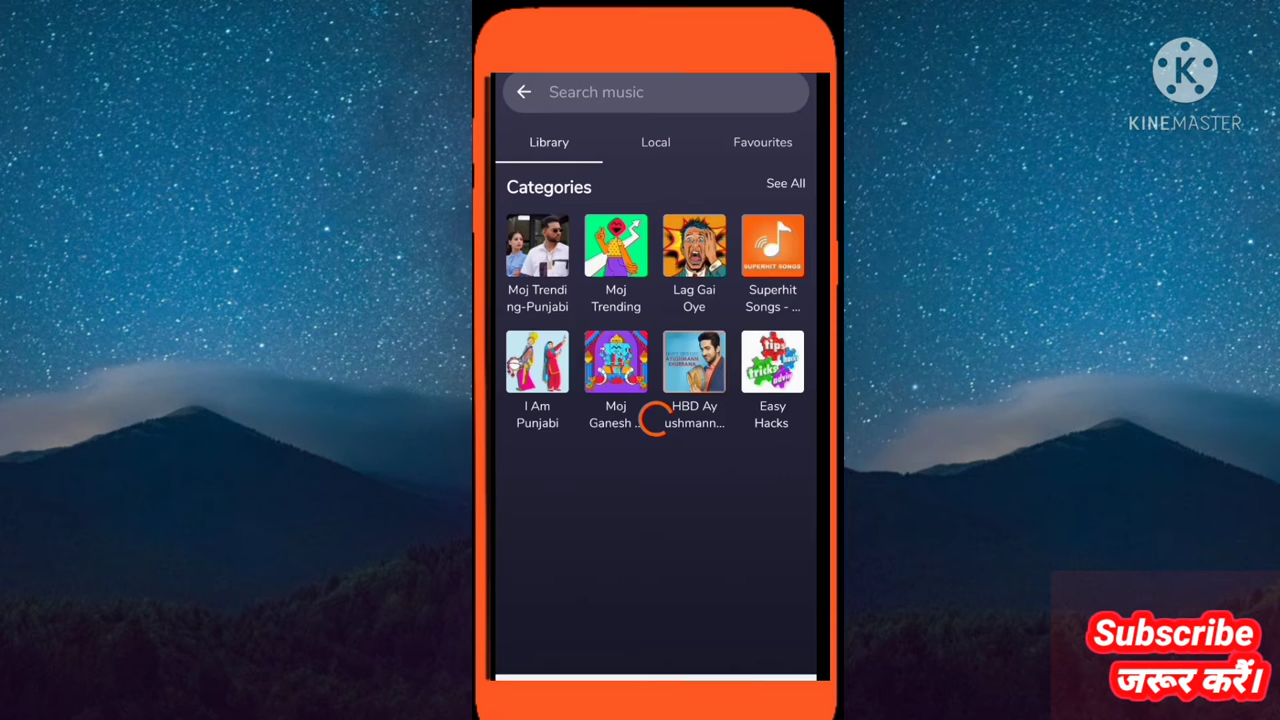 KINEMASTER
Search music
Library
Local
Favourites
Categories
See All
Moj Trendi
ng-Punjabi
Moj
Trending
Lag Gai
Oye
SUPERHIT SONGS
Superhit
Songs - ...
tips
tricks
I Am
Punjabi
Moj
Ganesh ..
HBD Ay
ushmann...
Easy
Hacks
Subscribe
जरूर करें।